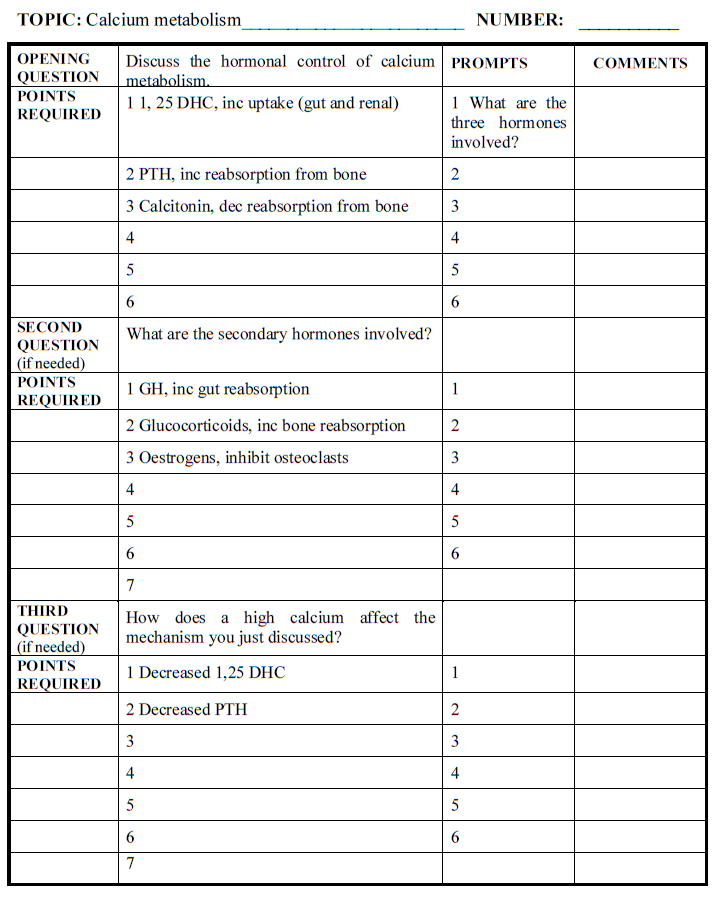 TOPIC: Calcium metabolism________________________ NUMBER: ___________
OPENING QUESTION Discuss the hormonal control of calcium metabolism. PROMPTS COMMENTS
POINTS REQUIRED 1 1, 25 DHC, inc uptake (gut and renal) 1 What are the three hormones involved?
2 PTH, inc reabsorption from bone 2
3 Calcitonin, dec reabsorption from bone 3
4 4
5 5
6 6
SECOND QUESTION (if needed) What are the secondary hormones involved?
POINTS REQUIRED 1 GH, inc gut reabsorption 1
2 Glucocorticoids, inc bone reabsorption 2
3 Oestrogens, inhibit osteoclasts 3
4 4
5 5
6 6
7
THIRD QUESTION (if needed) How does a high calcium affect the mechanism you just discussed?
POINTS REQUIRED 1 Decreased 1,25 DHC 1
2 Decreased PTH 2
3 3
4 4
5 5
6 6
7